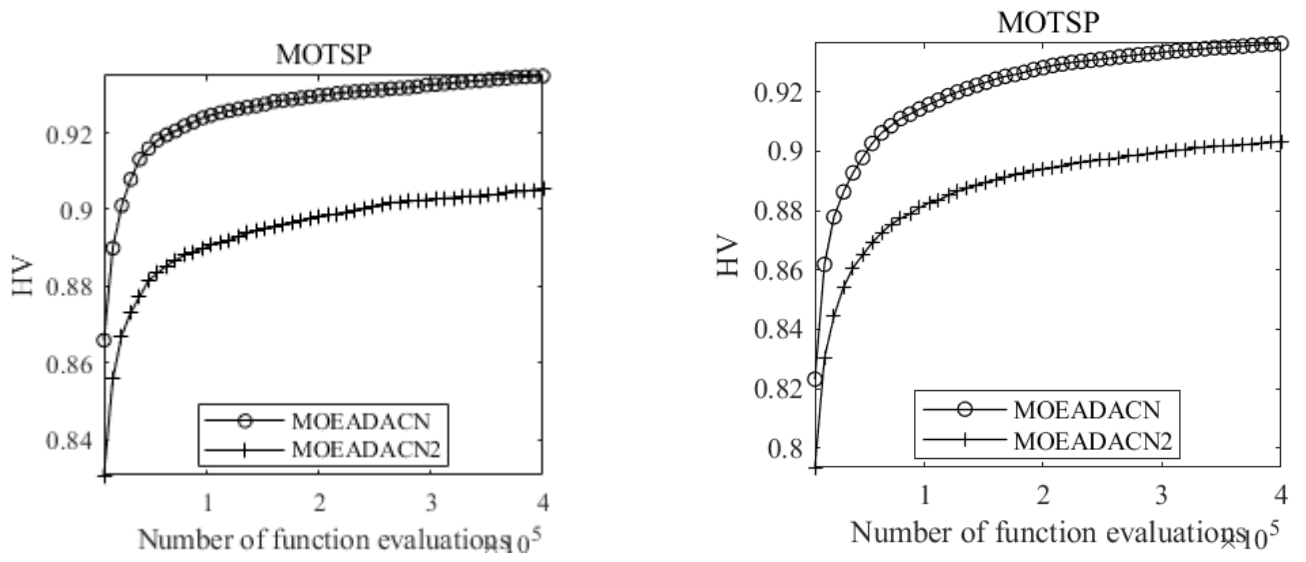 MOTSP
HV
0.92
0.9
0.88
0.86
0.84
MOEADACN
MOEADACN2
1 2 3 4
Number of function evaluations ×10^5
MOTSP
HV
0.92
0.9
0.88
0.86
0.84
0.82
0.8
MOEADACN
MOEADACN2
1 2 3 4
Number of function evaluations ×10^5